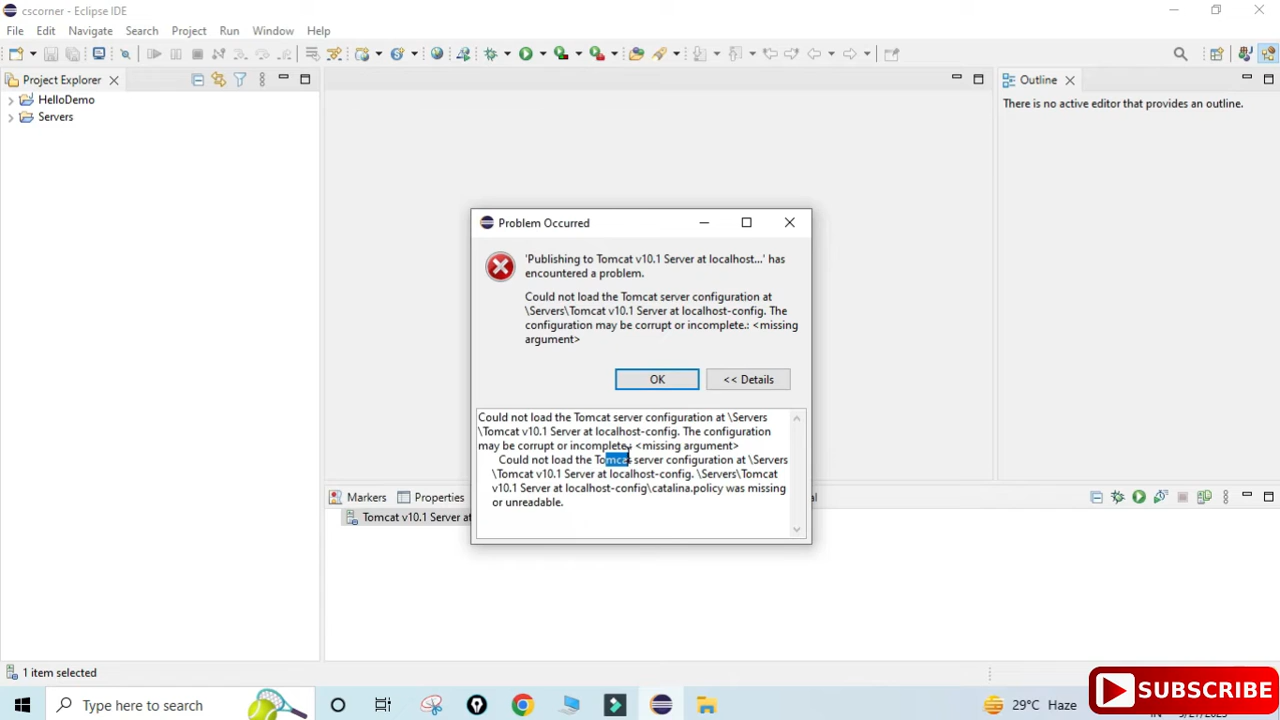 cscorner - Eclipse IDE
File Edit Navigate Search Project Run Window Help
Project Explorer
HelloDemo
Servers
Outline
There is no active editor that provides an outline.
Problem Occurred
'Publishing to Tomcat v10.1 Server at localhost...' has
encountered a problem.
Could not load the Tomcat server configuration at
\Servers\Tomcat v10.1 Server at localhost-config. The
configuration may be corrupt or incomplete.: <missing
argument>
OK
<< Details
Could not load the Tomcat server configuration at \Servers
\Tomcat v10.1 Server at localhost-config. The configuration
may be corrupt or incomplete.: <missing argument>
Could not load the Tomcat server configuration at \Servers
\Tomcat v10.1 Server at localhost-config. \Servers\Tomcat
v10.1 Server at localhost-config\catalina.policy was missing
or unreadable.
Markers Properties
Tomcat v10.1 Server at
1 item selected
Type here to search
29°C Haze
SUBSCRIBE